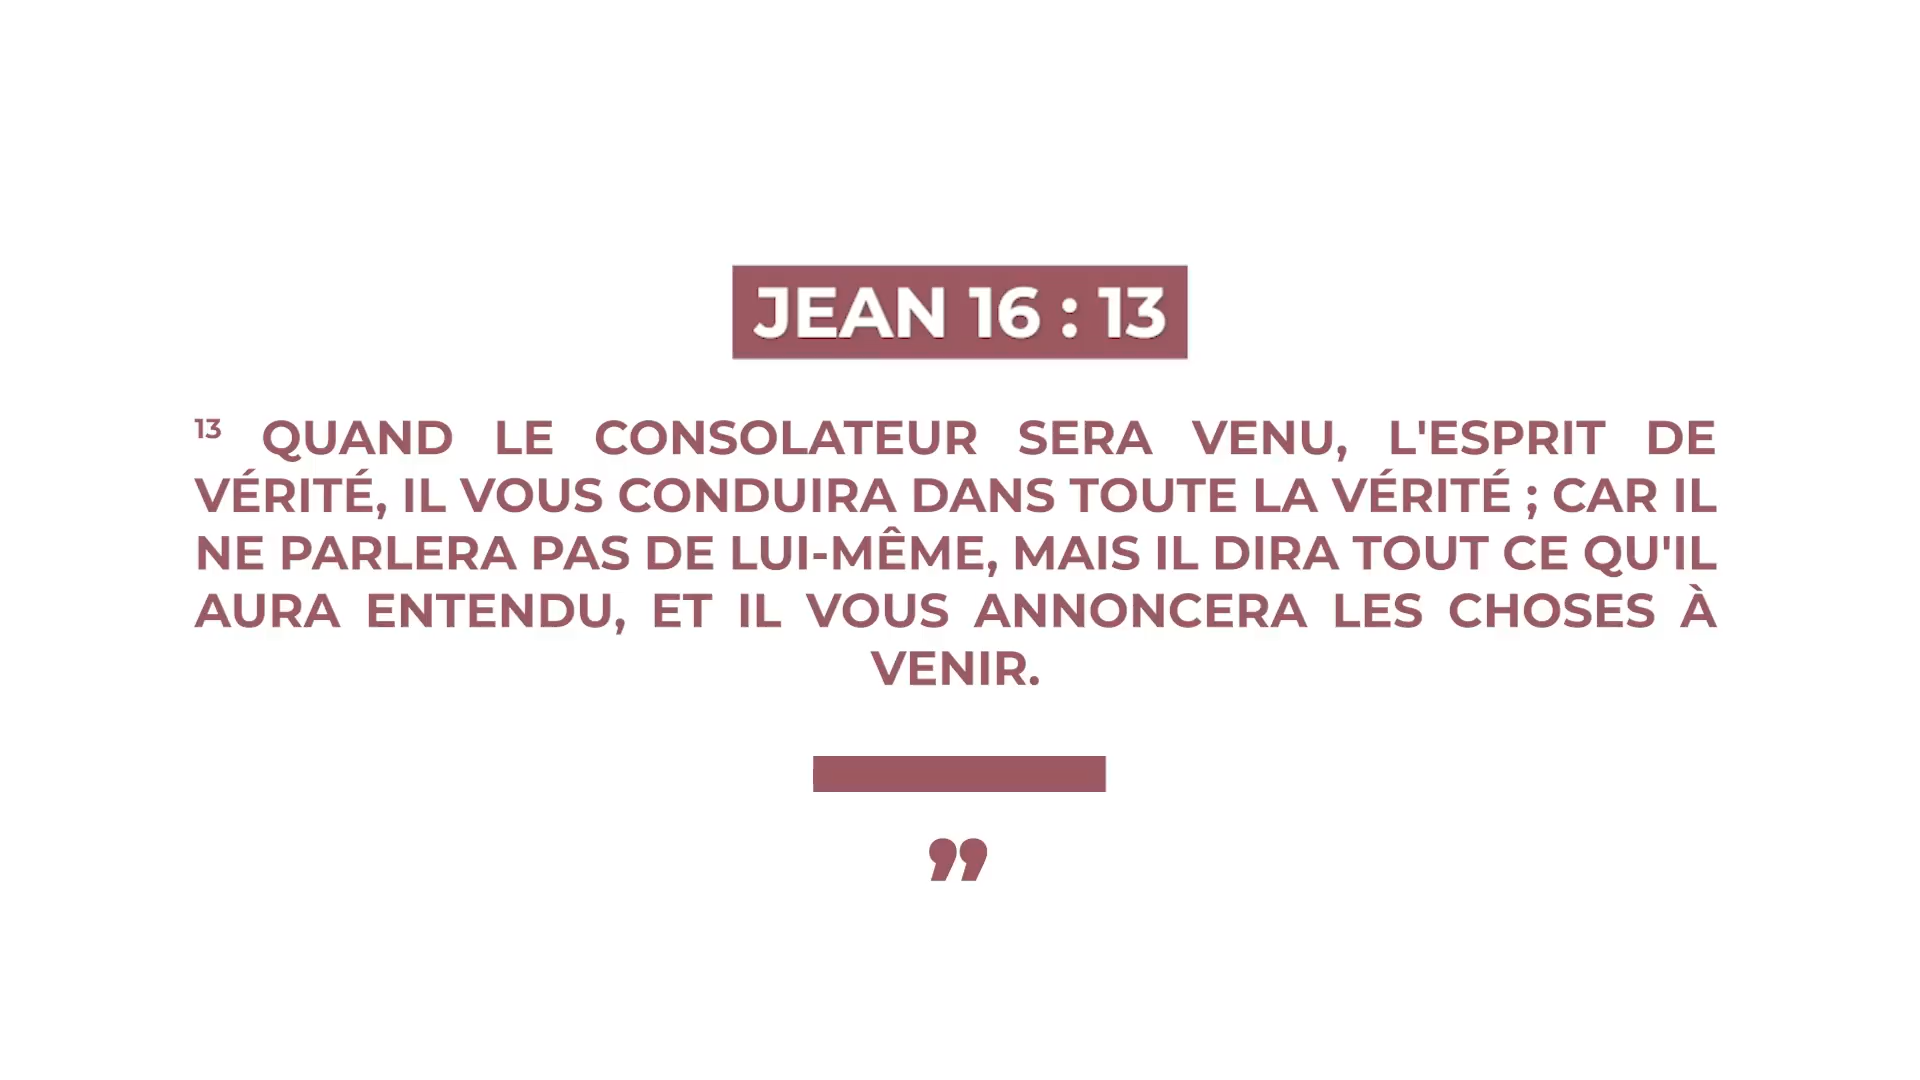 JEAN 16 : 13
13 QUAND LE CONSOLATEUR SERA VENU, L'ESPRIT DE
VÉRITÉ, IL VOUS CONDUIRA DANS TOUTE LA VÉRITÉ ; CAR IL
NE PARLERA PAS DE LUI-MÊME, MAIS IL DIRA TOUT CE QU'IL
AURA ENTENDU, ET IL VOUS ANNONCERA LES CHOSES À
VENIR.
”